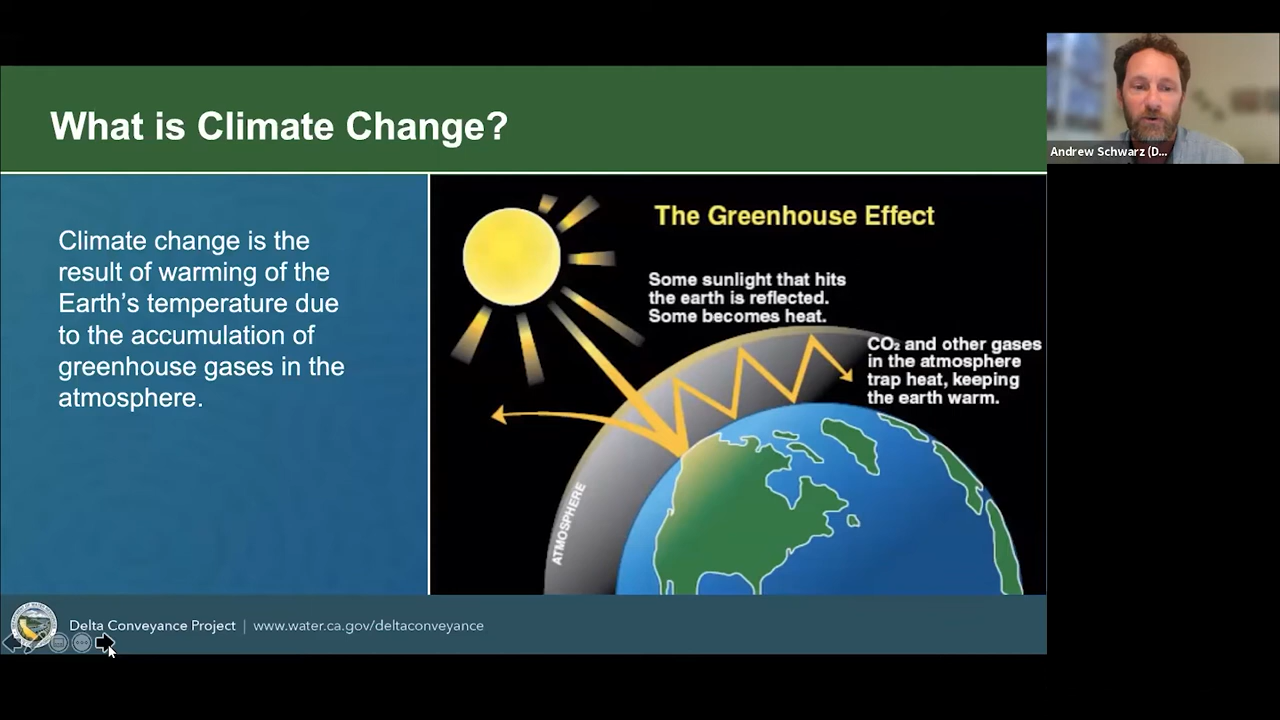 What is Climate Change?
Climate change is the
result of warming of the
Earth’s temperature due
to the accumulation of
greenhouse gases in the
atmosphere.
The Greenhouse Effect
Some sunlight that hits
the earth is reflected.
Some becomes heat.
CO₂ and other gases
in the atmosphere
trap heat, keeping
the earth warm.
ATMOSPHERE
Delta Conveyance Project | www.water.ca.gov/deltaconveyance
Andrew Schwarz (D...